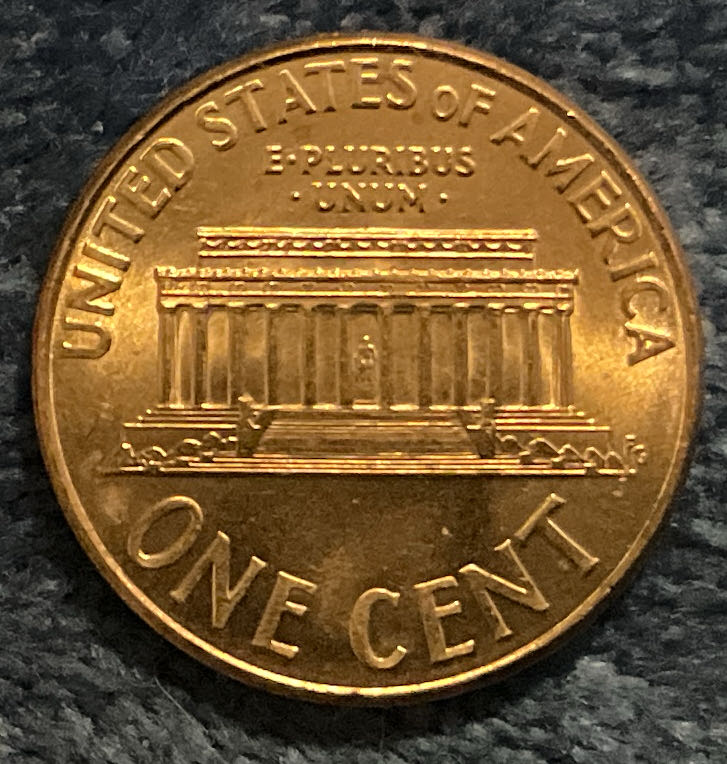 UNITED STATES OF AMERICA
E·PLURIBUS
·UNUM·
ONE CENT